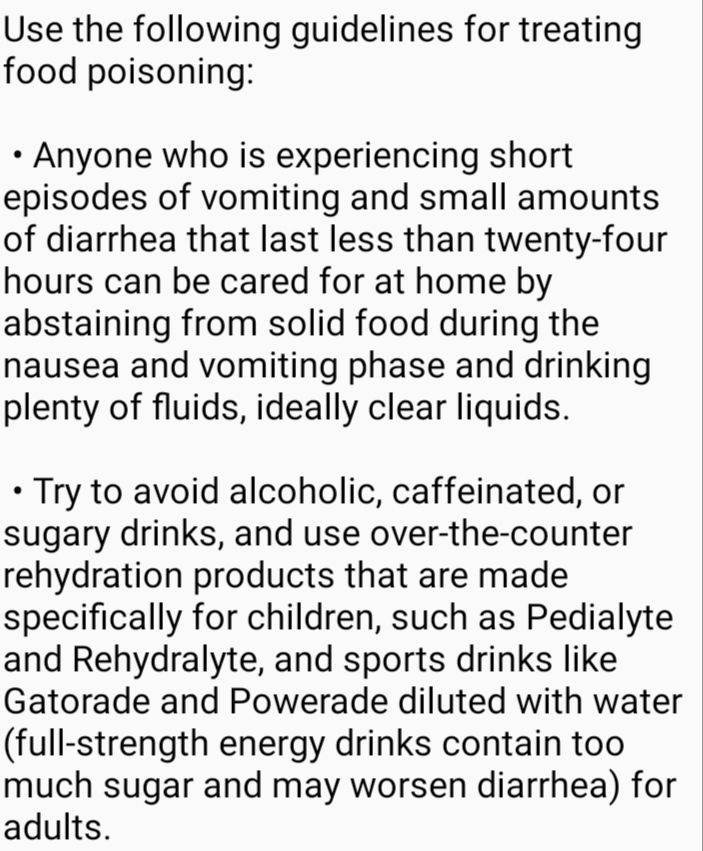 Use the following guidelines for treating
food poisoning:
• Anyone who is experiencing short
episodes of vomiting and small amounts
of diarrhea that last less than twenty-four
hours can be cared for at home by
abstaining from solid food during the
nausea and vomiting phase and drinking
plenty of fluids, ideally clear liquids.
• Try to avoid alcoholic, caffeinated, or
sugary drinks, and use over-the-counter
rehydration products that are made
specifically for children, such as Pedialyte
and Rehydralyte, and sports drinks like
Gatorade and Powerade diluted with water
(full-strength energy drinks contain too
much sugar and may worsen diarrhea) for
adults.